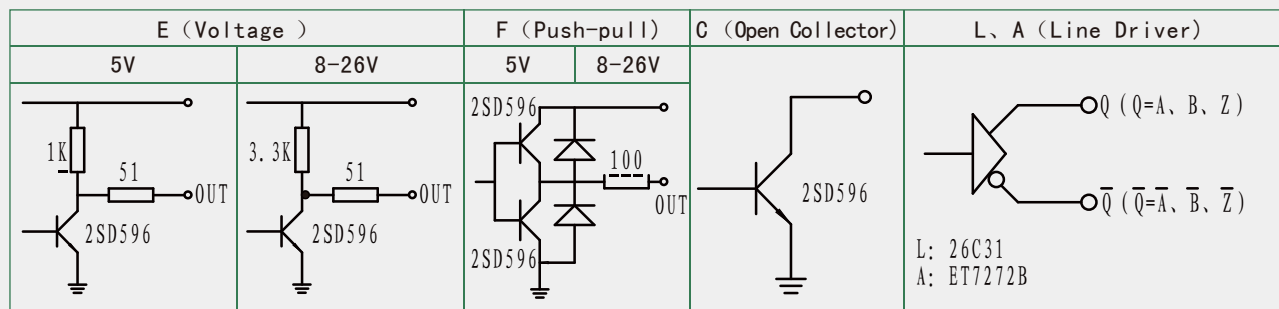 E（Voltage ）
F（Push-pull)
C（Open Collector)
L、A（Line Driver)
5V
8-26V
5V
8-26V
1K
51
OUT
2SD596
3.3K
51
OUT
2SD596
2SD596
100
OUT
2SD596
2SD596
Q（Q=A、B、Z）
Q̅（Q̅=A̅、B̅、Z̅）
L: 26C31
A: ET7272B